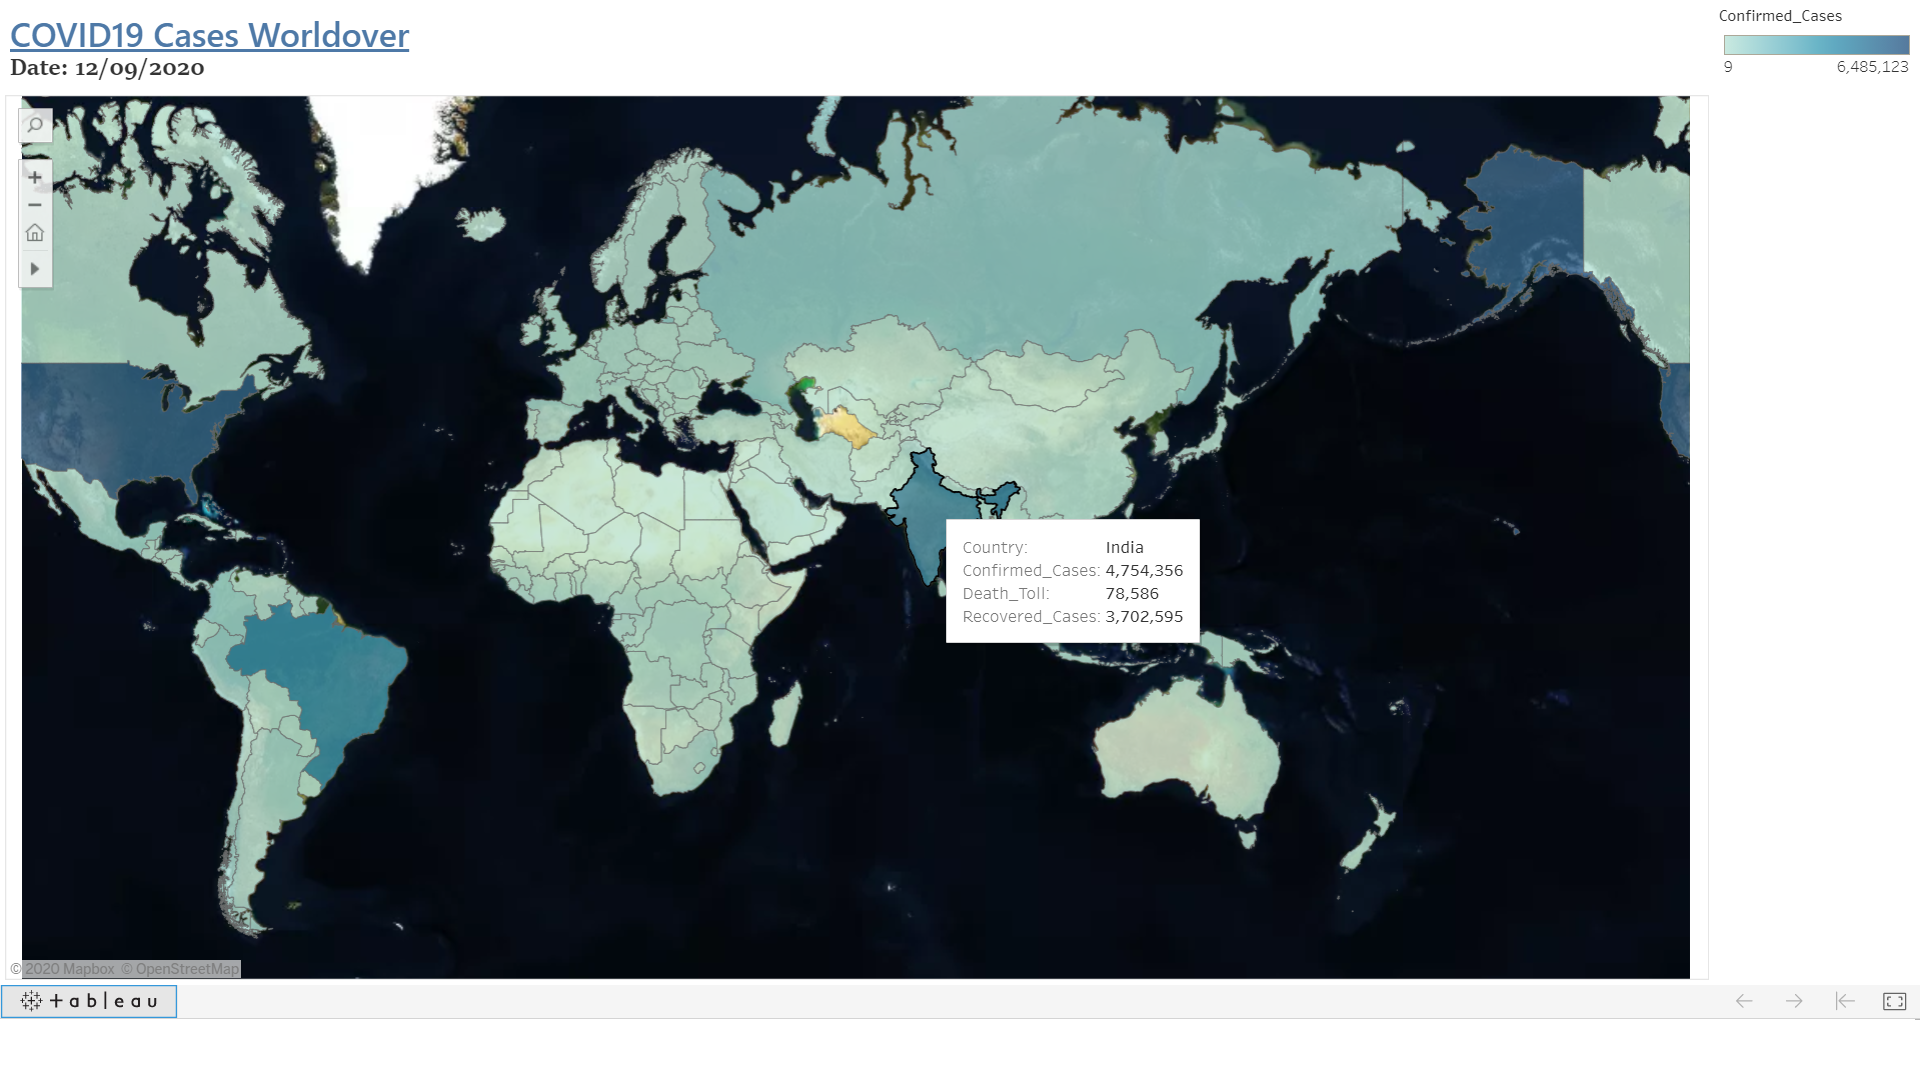 COVID19 Cases Worldover
Date: 12/09/2020
Confirmed_Cases
9 6,485,123
Country: India
Confirmed_Cases: 4,754,356
Death_Toll: 78,586
Recovered_Cases: 3,702,595
© 2020 Mapbox © OpenStreetMap
+ableau